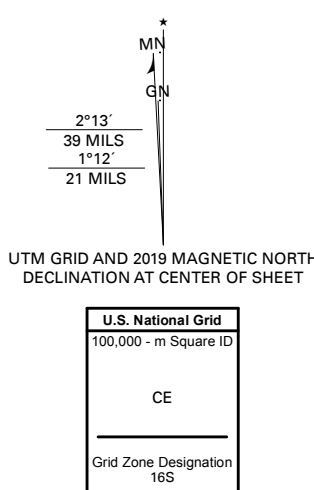 MN
GN
2°13´
39 MILS
1°12´
21 MILS
UTM GRID AND 2019 MAGNETIC NORTH
DECLINATION AT CENTER OF SHEET
U.S. National Grid
100,000 - m Square ID
CE
Grid Zone Designation
16S